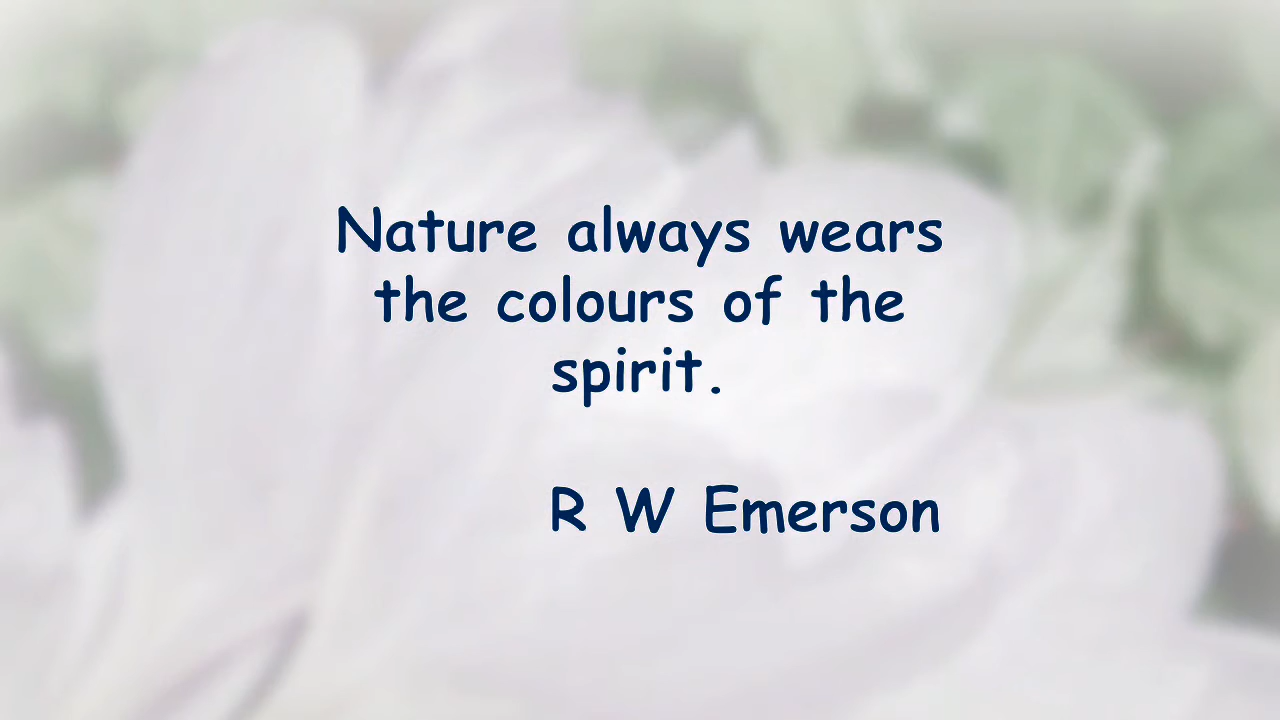 Nature always wears
the colours of the
spirit.
R W Emerson